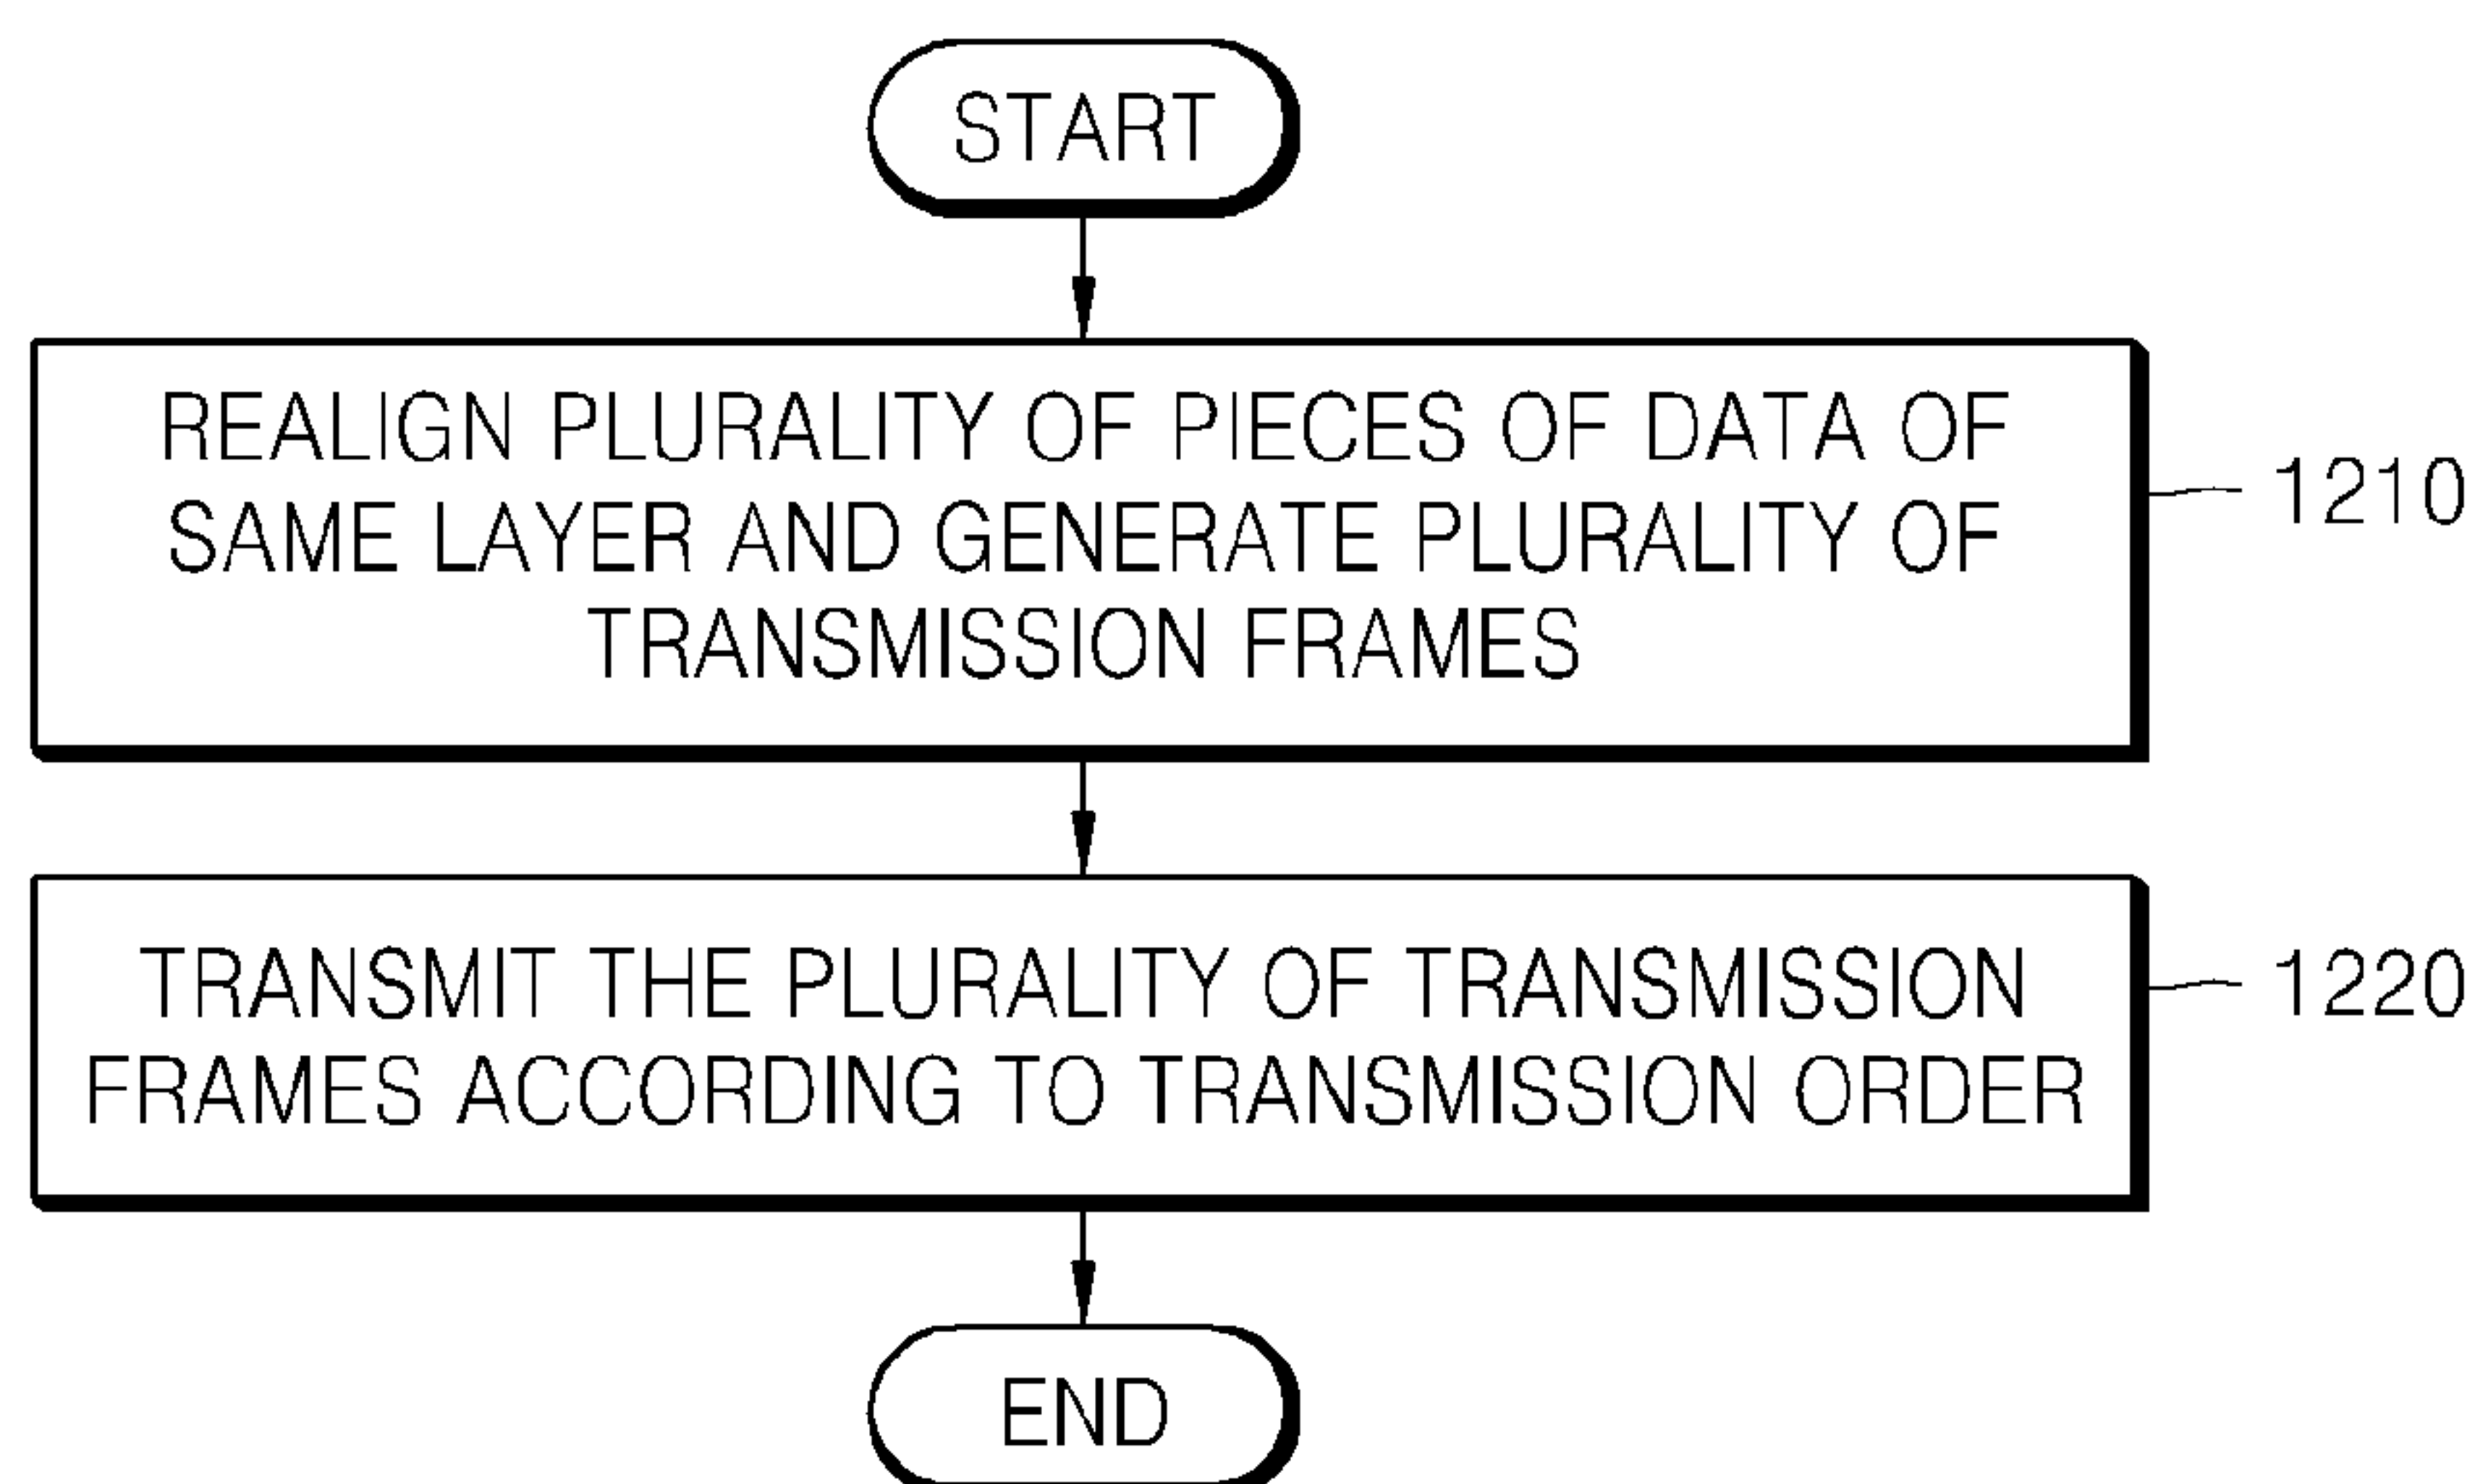 START
REALIGN PLURALITY OF PIECES OF DATA OF
SAME LAYER AND GENERATE PLURALITY OF
TRANSMISSION FRAMES
1210
TRANSMIT THE PLURALITY OF TRANSMISSION
FRAMES ACCORDING TO TRANSMISSION ORDER
1220
END